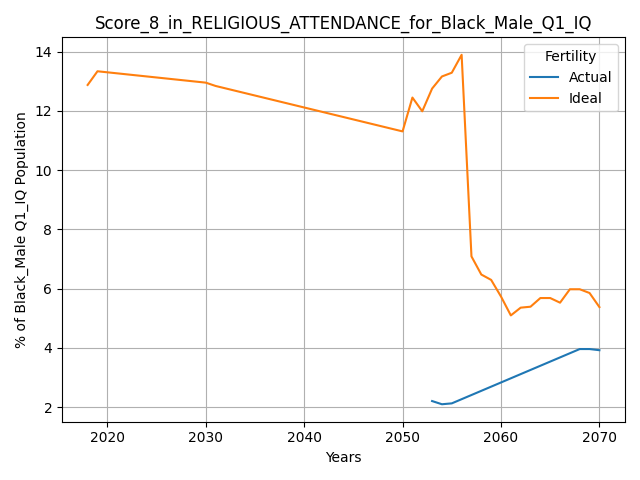 Score_8_in_RELIGIOUS_ATTENDANCE_for_Black_Male_Q1_IQ
% of Black_Male Q1_IQ Population
14
12
10
8
6
4
2
Fertility
Actual
Ideal
2020 2030 2040 2050 2060 2070
Years